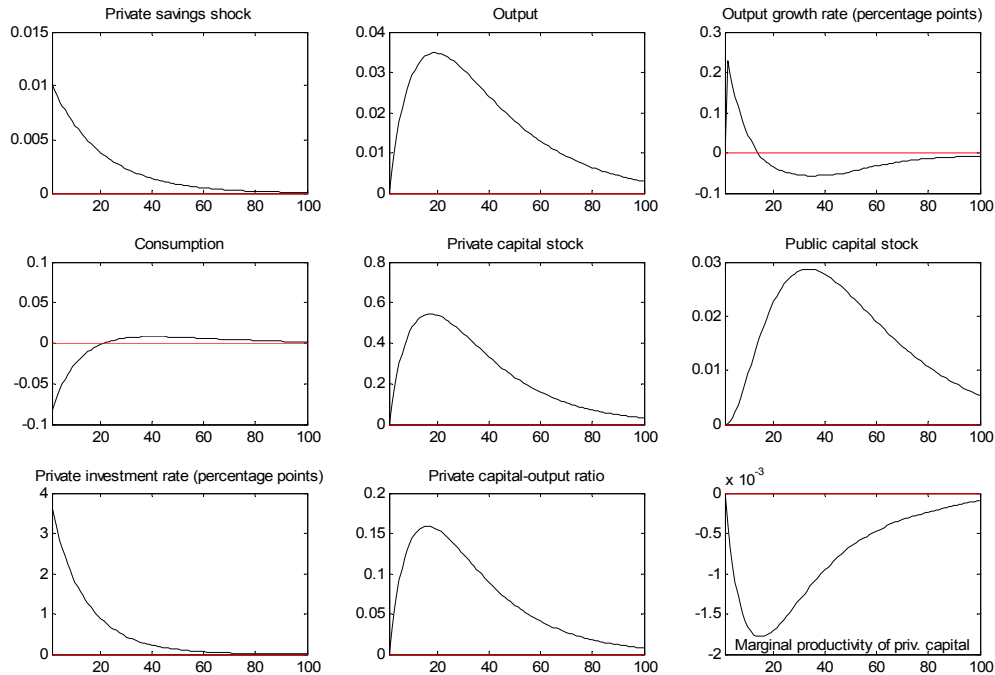 Private savings shock
0.015
0.01
0.005
0
20 40 60 80 100
Output
0.04
0.03
0.02
0.01
0
20 40 60 80 100
Output growth rate (percentage points)
0.3
0.2
0.1
0
-0.1
20 40 60 80 100
Consumption
0.1
0.05
0
-0.05
-0.1
20 40 60 80 100
Private capital stock
0.8
0.6
0.4
0.2
0
20 40 60 80 100
Public capital stock
0.03
0.02
0.01
0
20 40 60 80 100
Private investment rate (percentage points)
4
3
2
1
0
20 40 60 80 100
Private capital-output ratio
0.2
0.15
0.1
0.05
0
20 40 60 80 100
x 10⁻³
0
-0.5
-1
-1.5
-2
Marginal productivity of priv. capital
20 40 60 80 100